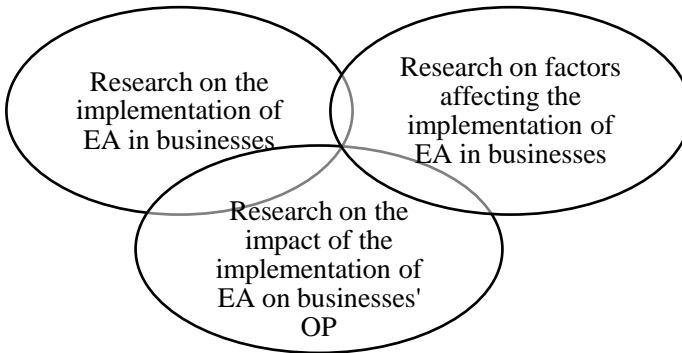 Research on the
implementation of
EA in businesses
Research on factors
affecting the
implementation of
EA in businesses
Research on the
impact of the
implementation of
EA on businesses'
OP